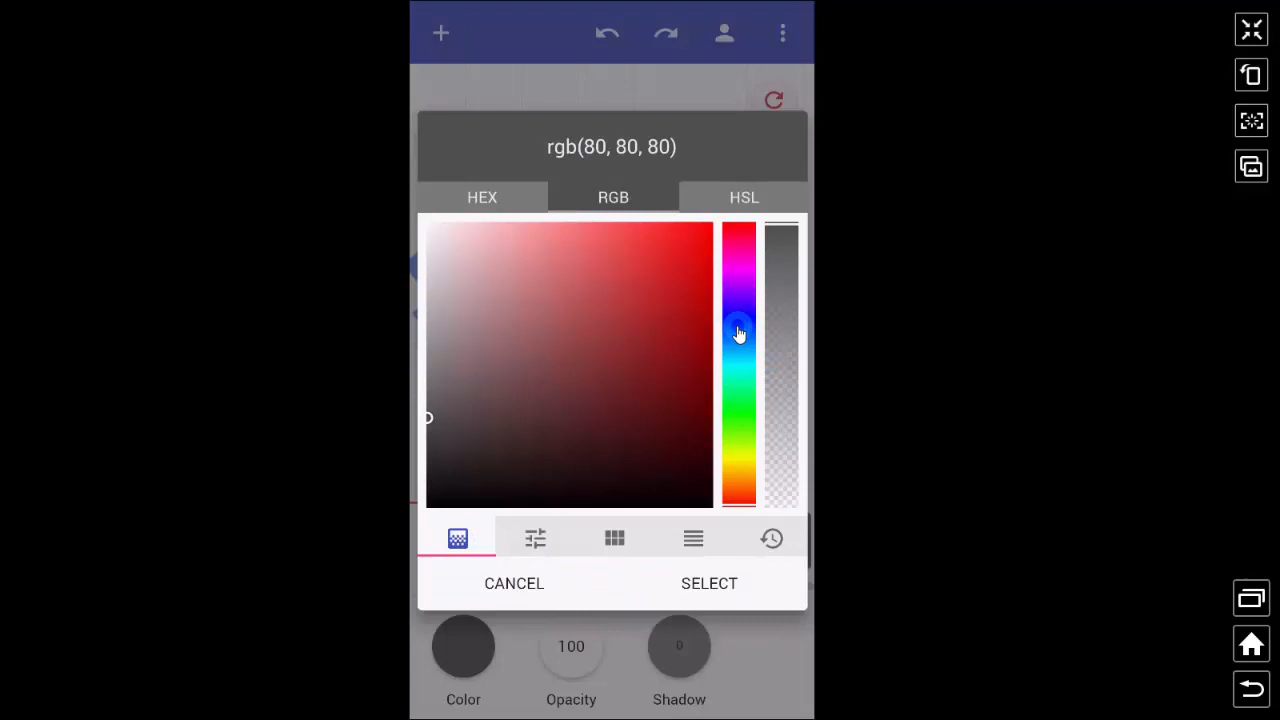 rgb(80, 80, 80)
HEX RGB HSL
CANCEL SELECT
100 0
Color Opacity Shadow